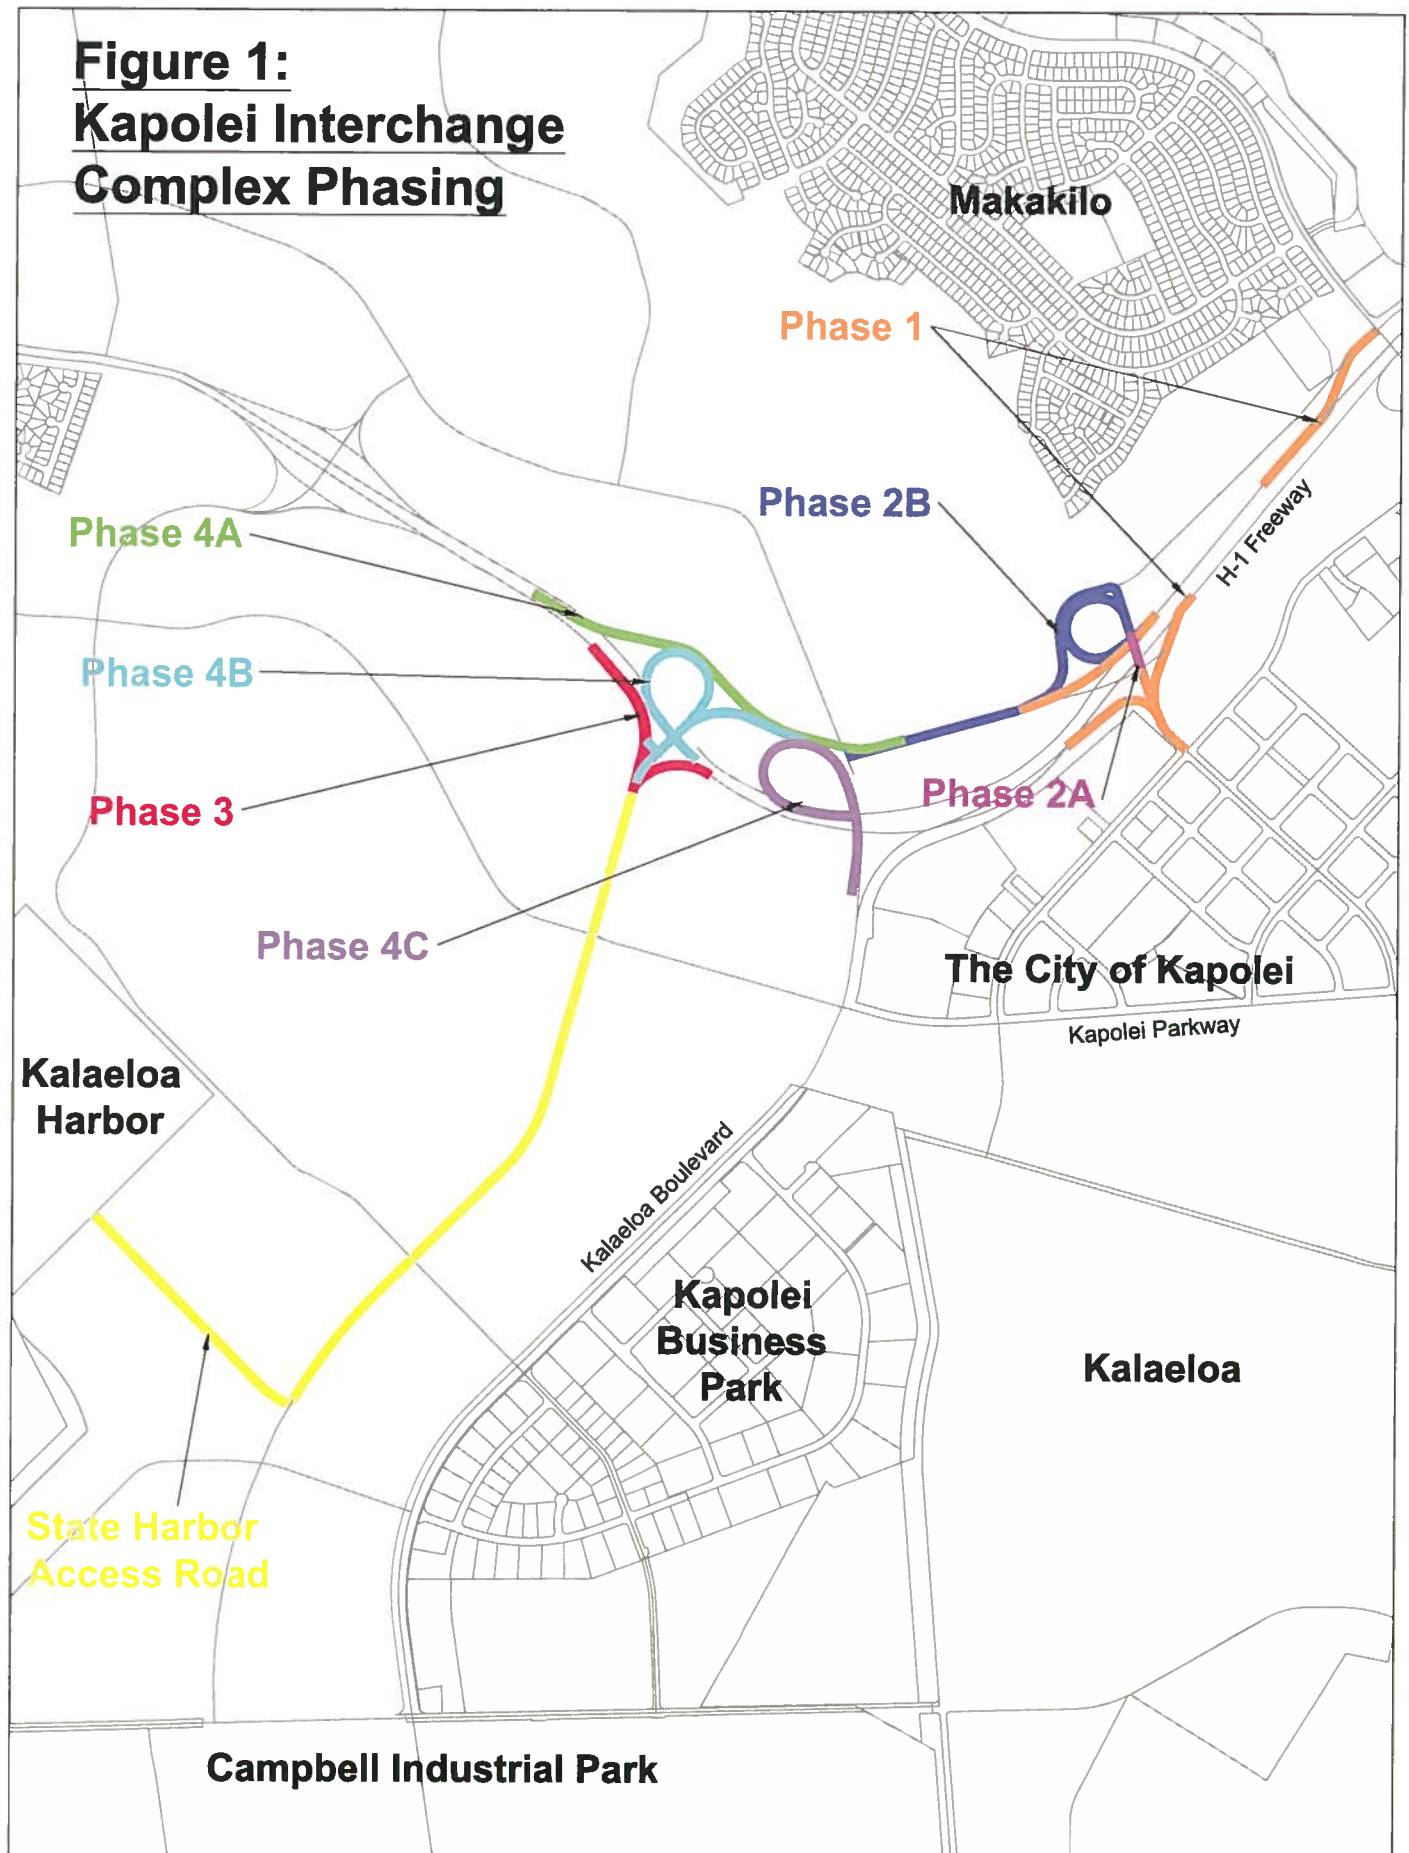 Figure 1:
Kapolei Interchange
Complex Phasing
Makakilo
Phase 1
Phase 2B
H-1 Freeway
Phase 4A
Phase 4B
Phase 3
Phase 2A
Phase 4C
The City of Kapolei
Kapolei Parkway
Kalaeloa
Harbor
Kalaeloa Boulevard
Kapolei
Business
Park
Kalaeloa
State Harbor
Access Road
Campbell Industrial Park